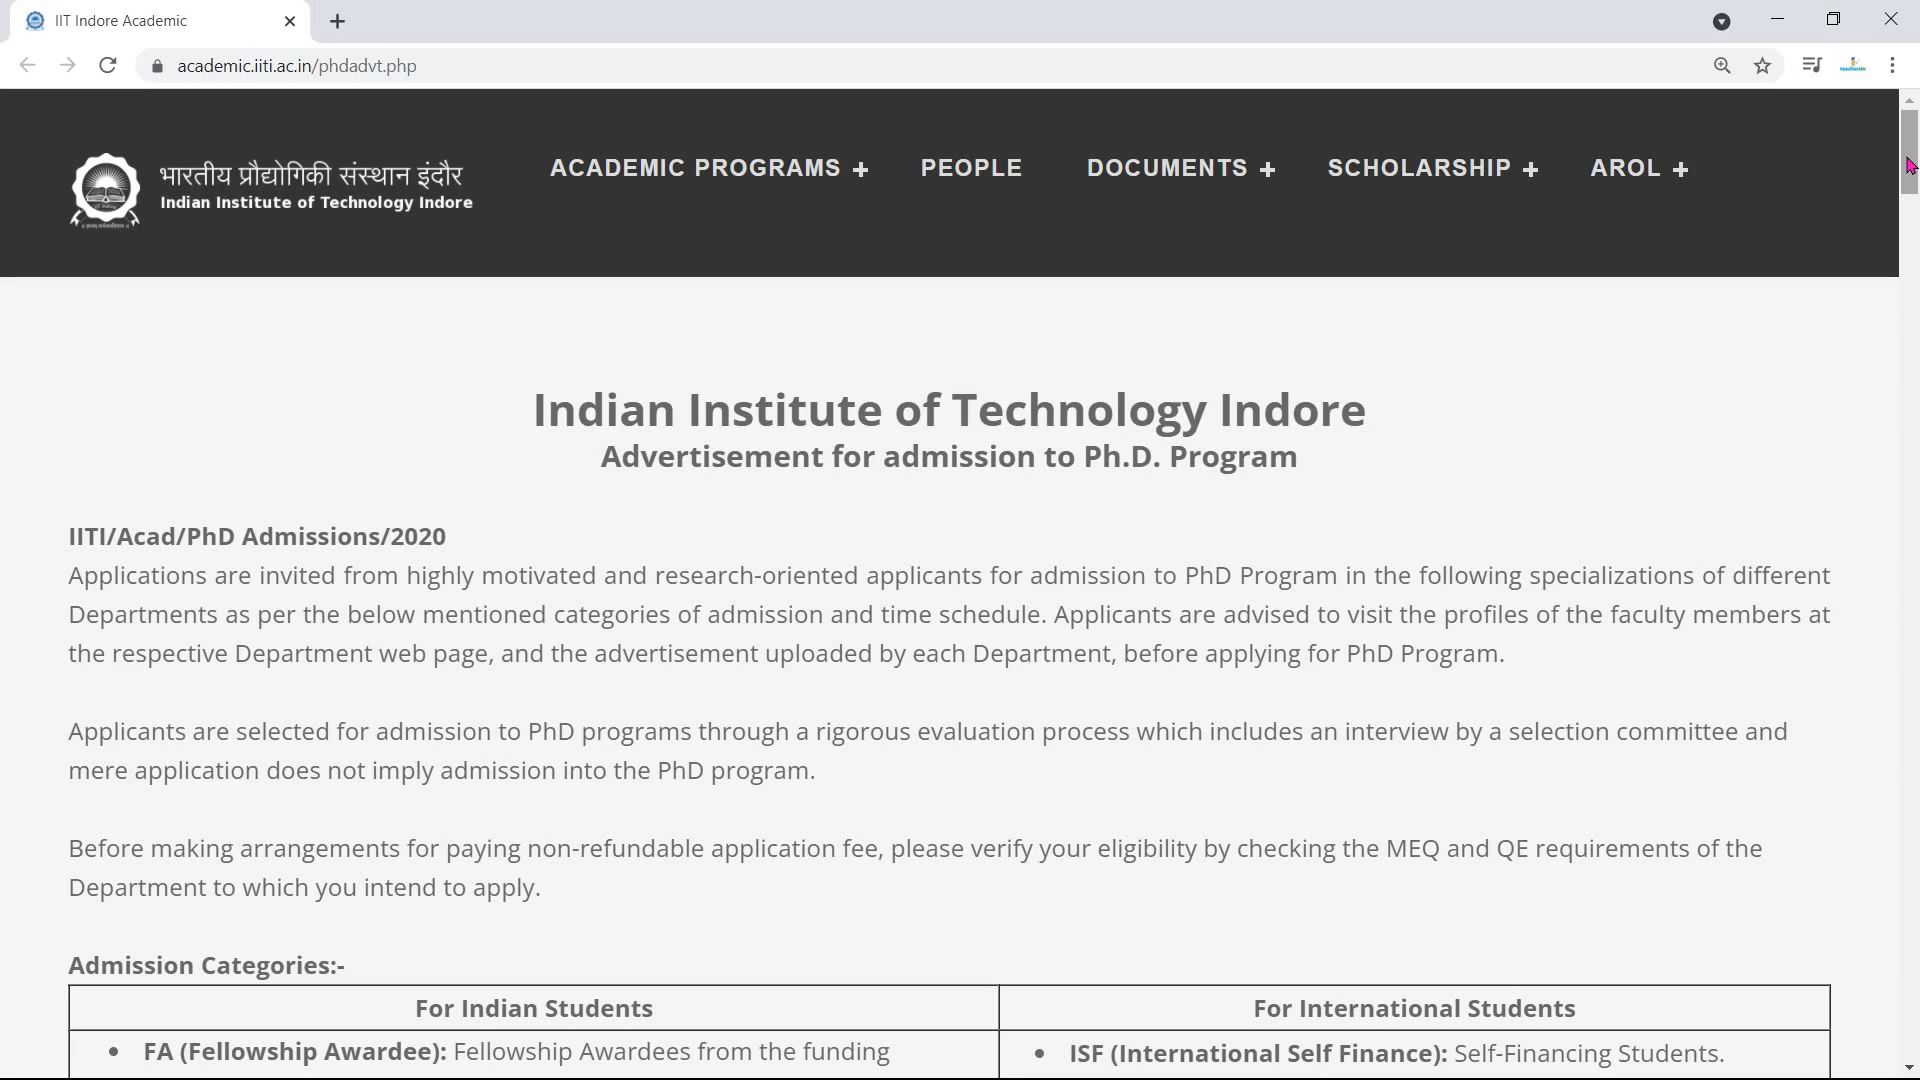 IIT Indore Academic
academic.iiti.ac.in/phdadvt.php
भारतीय प्रौद्योगिकी संस्थान इंदौर
Indian Institute of Technology Indore
ACADEMIC PROGRAMS +
PEOPLE
DOCUMENTS +
SCHOLARSHIP +
AROL +
Indian Institute of Technology Indore
Advertisement for admission to Ph.D. Program
IITI/Acad/PhD Admissions/2020
Applications are invited from highly motivated and research-oriented applicants for admission to PhD Program in the following specializations of different
Departments as per the below mentioned categories of admission and time schedule. Applicants are advised to visit the profiles of the faculty members at
the respective Department web page, and the advertisement uploaded by each Department, before applying for PhD Program.
Applicants are selected for admission to PhD programs through a rigorous evaluation process which includes an interview by a selection committee and
mere application does not imply admission into the PhD program.
Before making arrangements for paying non-refundable application fee, please verify your eligibility by checking the MEQ and QE requirements of the
Department to which you intend to apply.
Admission Categories:-
For Indian Students
For International Students
• FA (Fellowship Awardee): Fellowship Awardees from the funding
• ISF (International Self Finance): Self-Financing Students.